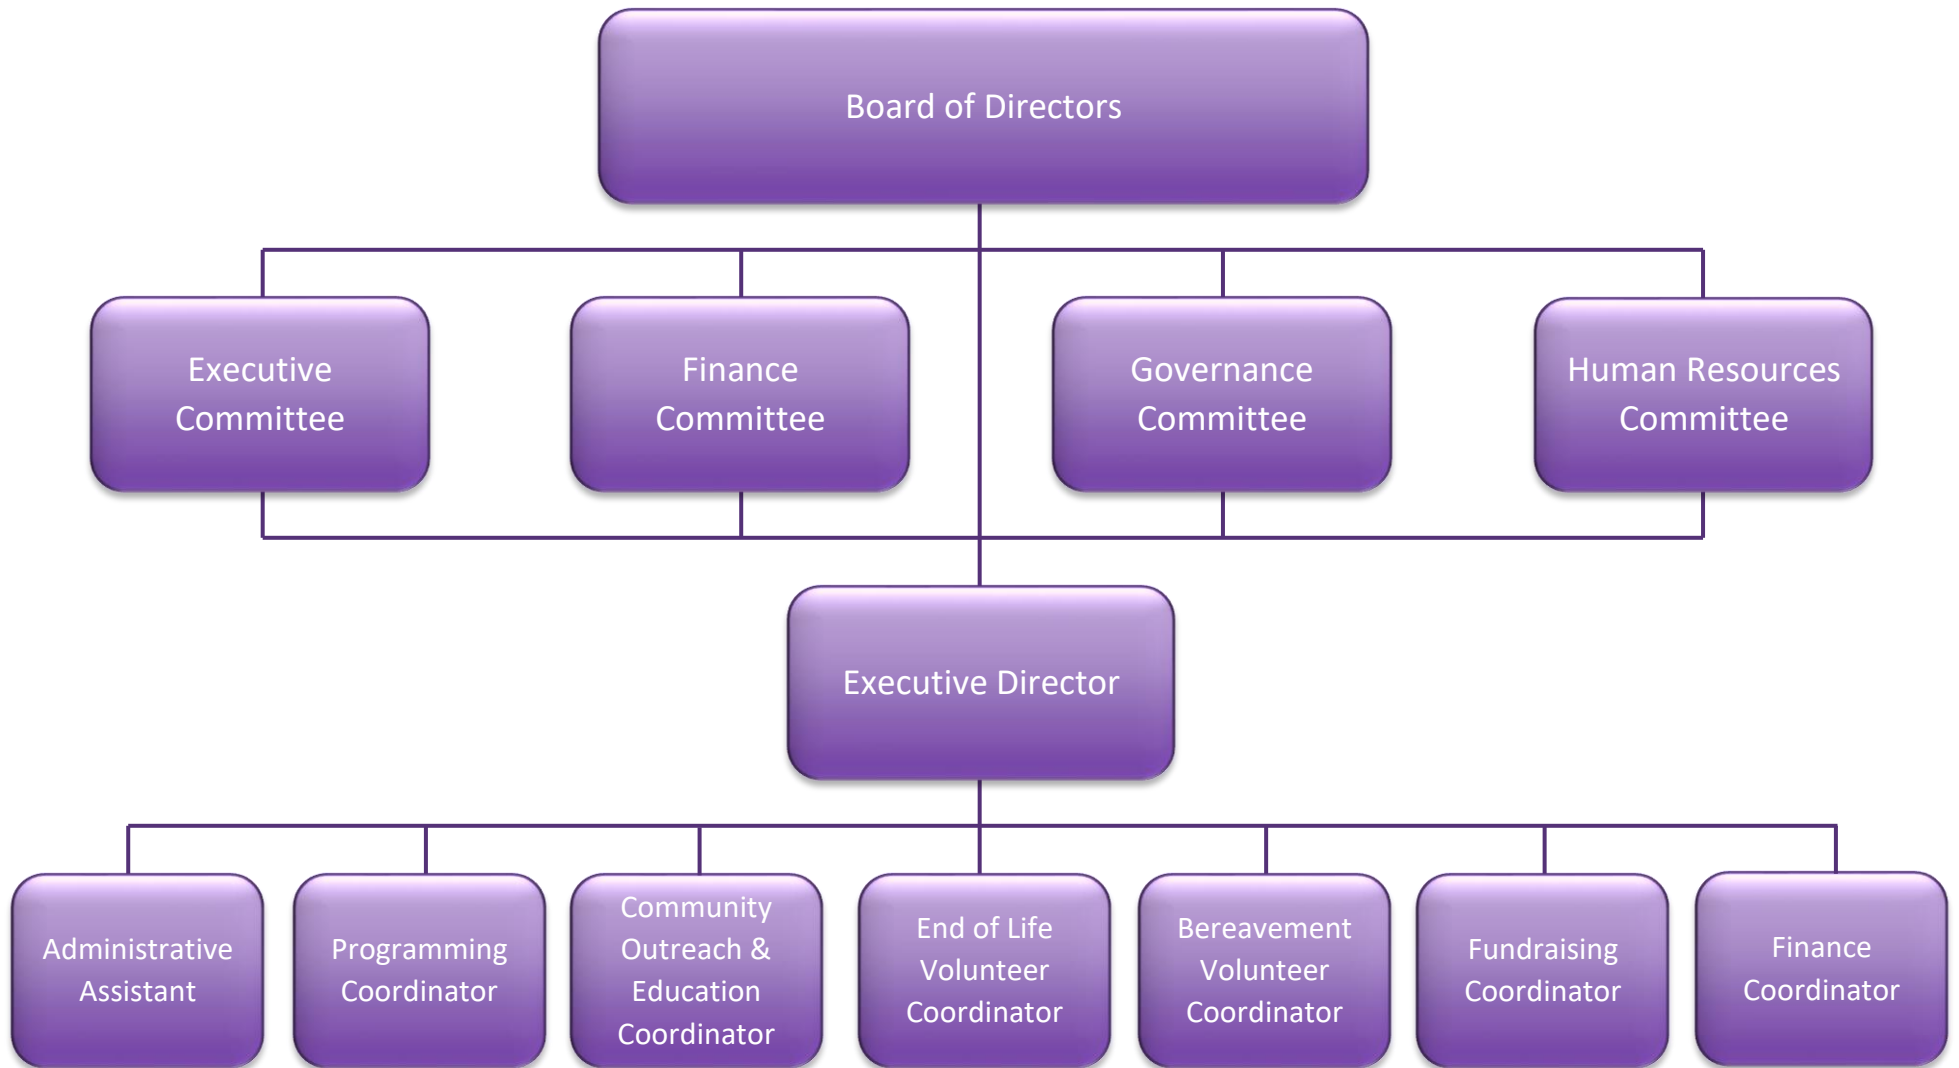 Board of Directors
Executive
Committee
Finance
Committee
Governance
Committee
Human Resources
Committee
Executive Director
Administrative
Assistant
Programming
Coordinator
Community
Outreach &
Education
Coordinator
End of Life
Volunteer
Coordinator
Bereavement
Volunteer
Coordinator
Fundraising
Coordinator
Finance
Coordinator